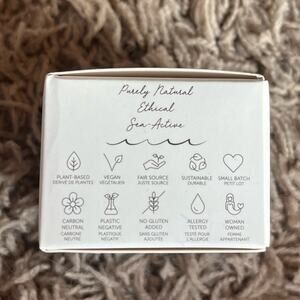 Purely Natural
Ethical
Sea-Active
PLANT-BASED VEGAN FAIR SOURCE SUSTAINABLE SMALL BATCH
DÉRIVÉ DE PLANTES VÉGÉTALIEN JUSTE SOURCE DURABLE PETIT LOT
CARBON PLASTIC NO GLUTEN ALLERGY WOMAN
NEUTRAL NEGATIVE ADDED TESTED OWNED
CARBONE PLASTIQUE SANS GLUTEN TESTÉ POUR FEMME
NEUTRE NÉGATIF AJOUTÉE L'ALLERGIE APPARTENANT